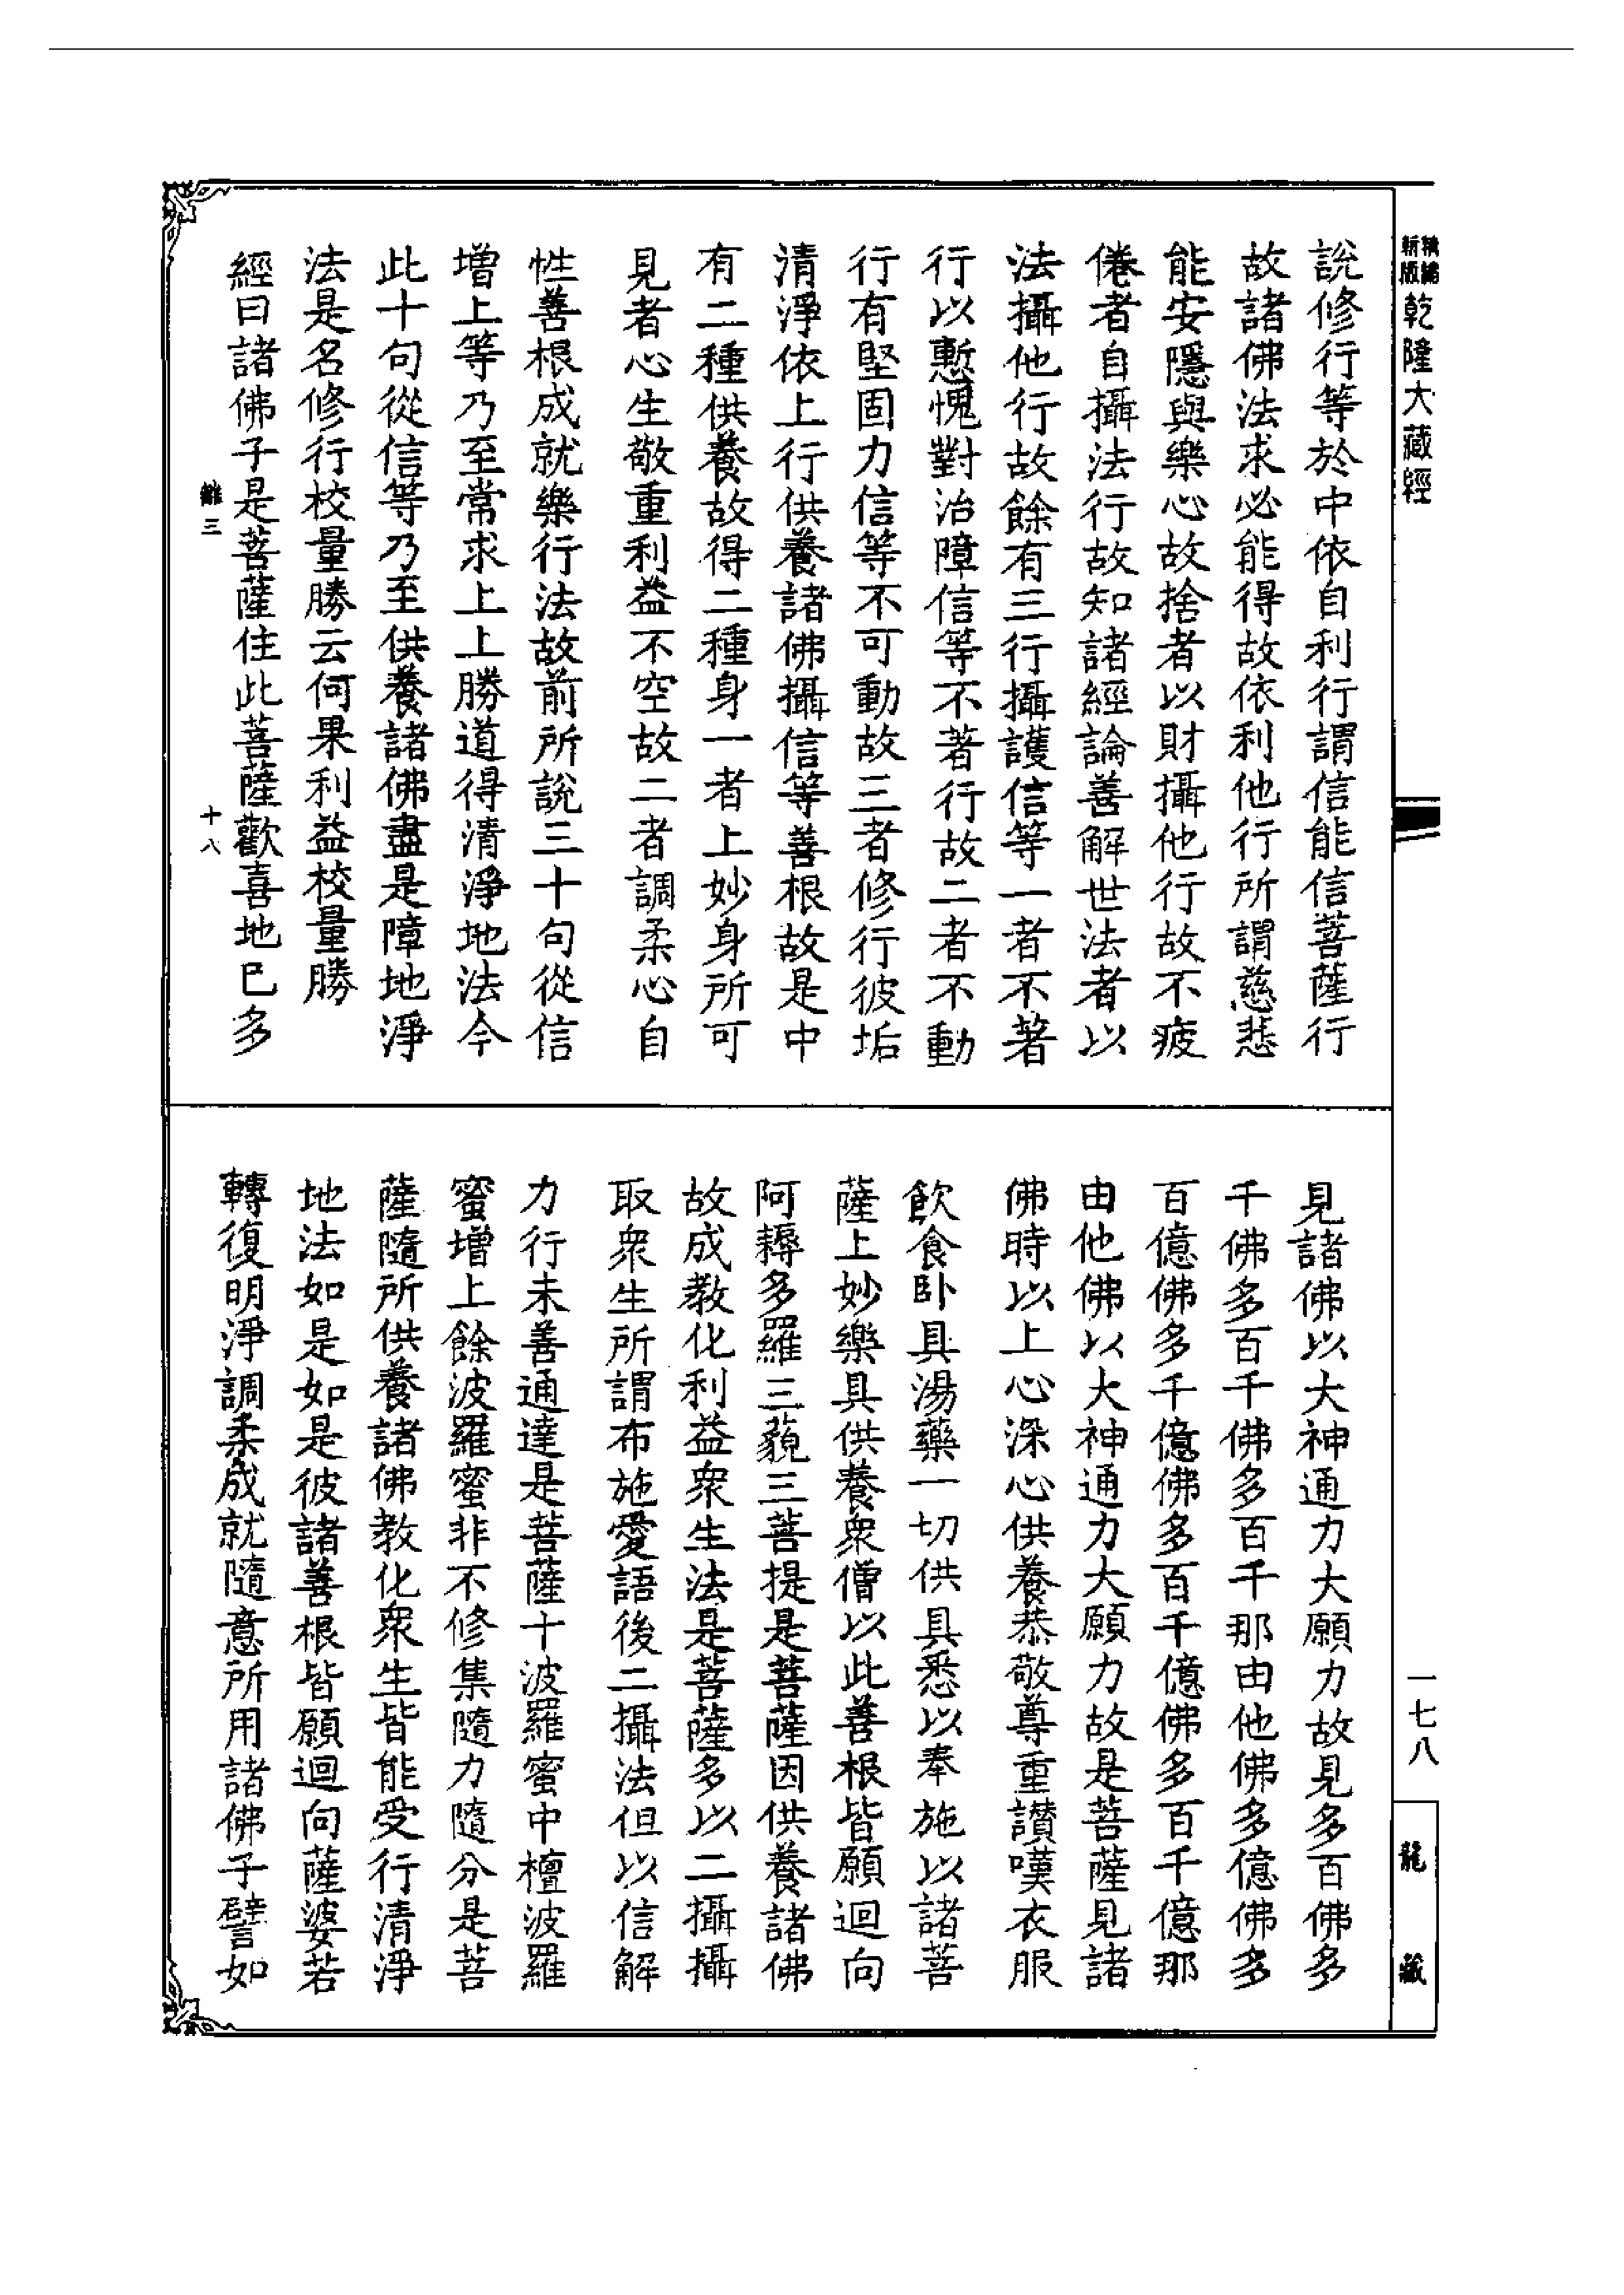 精編新版乾隆大藏經
一七八
龍藏
說修行等於中依自利行謂信能信菩薩行
故諸佛法求必能得故依利他行所謂慈悲
能安隱與樂心故捨者以財攝他行故不疲
倦者自攝法行故知諸經論善解世法者以
法攝他行故餘有三行攝護信等一者不著
行以慙愧對治障信等不著行故二者不動
行有堅固力信等不可動故三者修行彼垢
清淨依上行供養諸佛攝信等善根故是中
有二種供養故得二種身一者上妙身所可
見者心生敬重利益不空故二者調柔心自
性善根成就樂行法故前所說三十句從信
增上等乃至常求上上勝道得清淨地法今
此十句從信等乃至供養諸佛盡是障地淨
法是名修行校量勝云何果利益校量勝
經曰諸佛子是菩薩住此菩薩歡喜地已多
離三
十八
見諸佛以大神通力大願力故見多百佛多
千佛多百千佛多百千那由他佛多億佛多
百億佛多千億佛多百千億佛多百千億那
由他佛以大神通力大願力故是菩薩見諸
佛時以上心深心供養恭敬尊重讃嘆衣服
飲食卧具湯藥一切供具悉以奉施以諸菩
薩上妙樂具供養衆僧以此善根皆願迴向
阿耨多羅三藐三菩提是菩薩因供養諸佛
故成教化利益衆生法是菩薩多以二攝攝
取衆生所謂布施愛語後二攝法但以信解
力行未善通達是菩薩十波羅蜜中檀波羅
蜜增上餘波羅蜜非不修集隨力隨分是菩
薩隨所供養諸佛教化衆生皆能受行清淨
地法如是如是彼諸善根皆願迴向薩婆若
轉復明淨調柔成就隨意所用諸佛子譬如